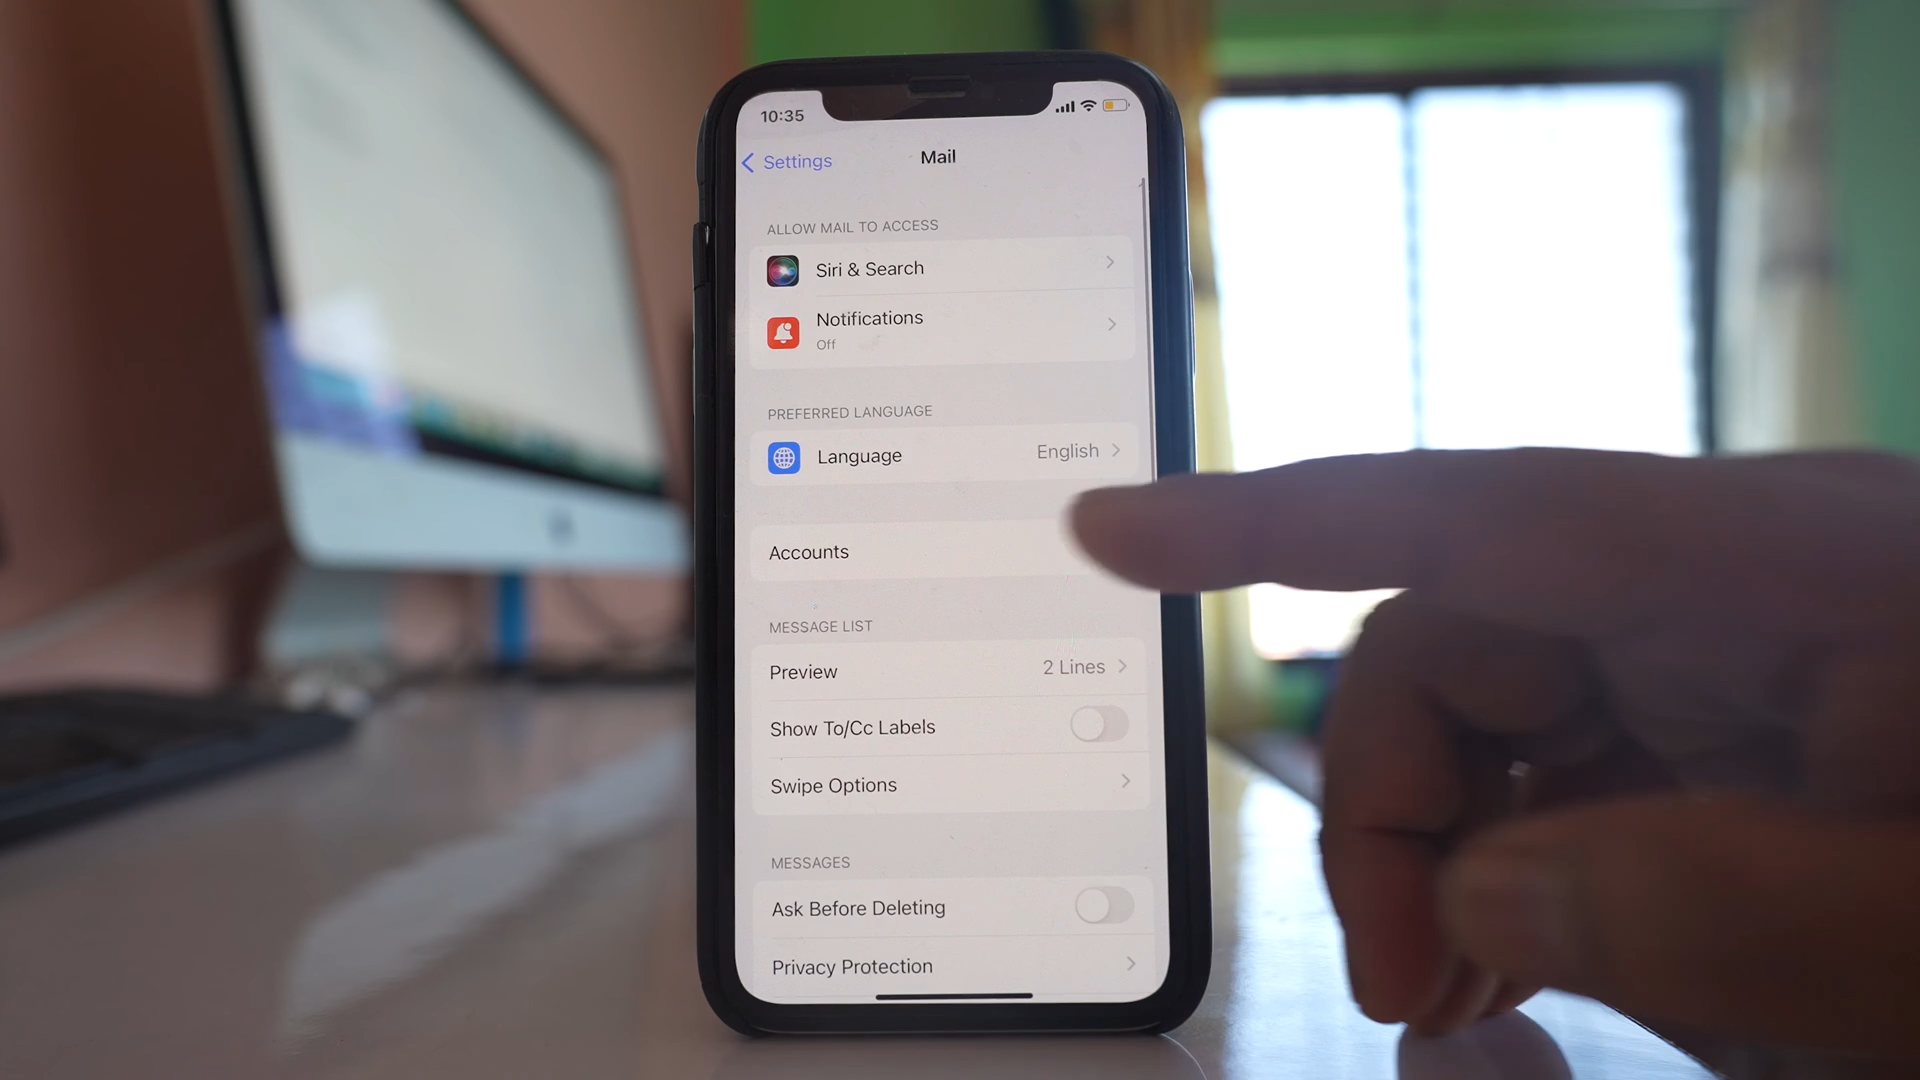 10:35
Settings
Mail
ALLOW MAIL TO ACCESS
Siri & Search
Notifications
Off
PREFERRED LANGUAGE
Language English
Accounts
MESSAGE LIST
Preview 2 Lines
Show To/Cc Labels
Swipe Options
MESSAGES
Ask Before Deleting
Privacy Protection